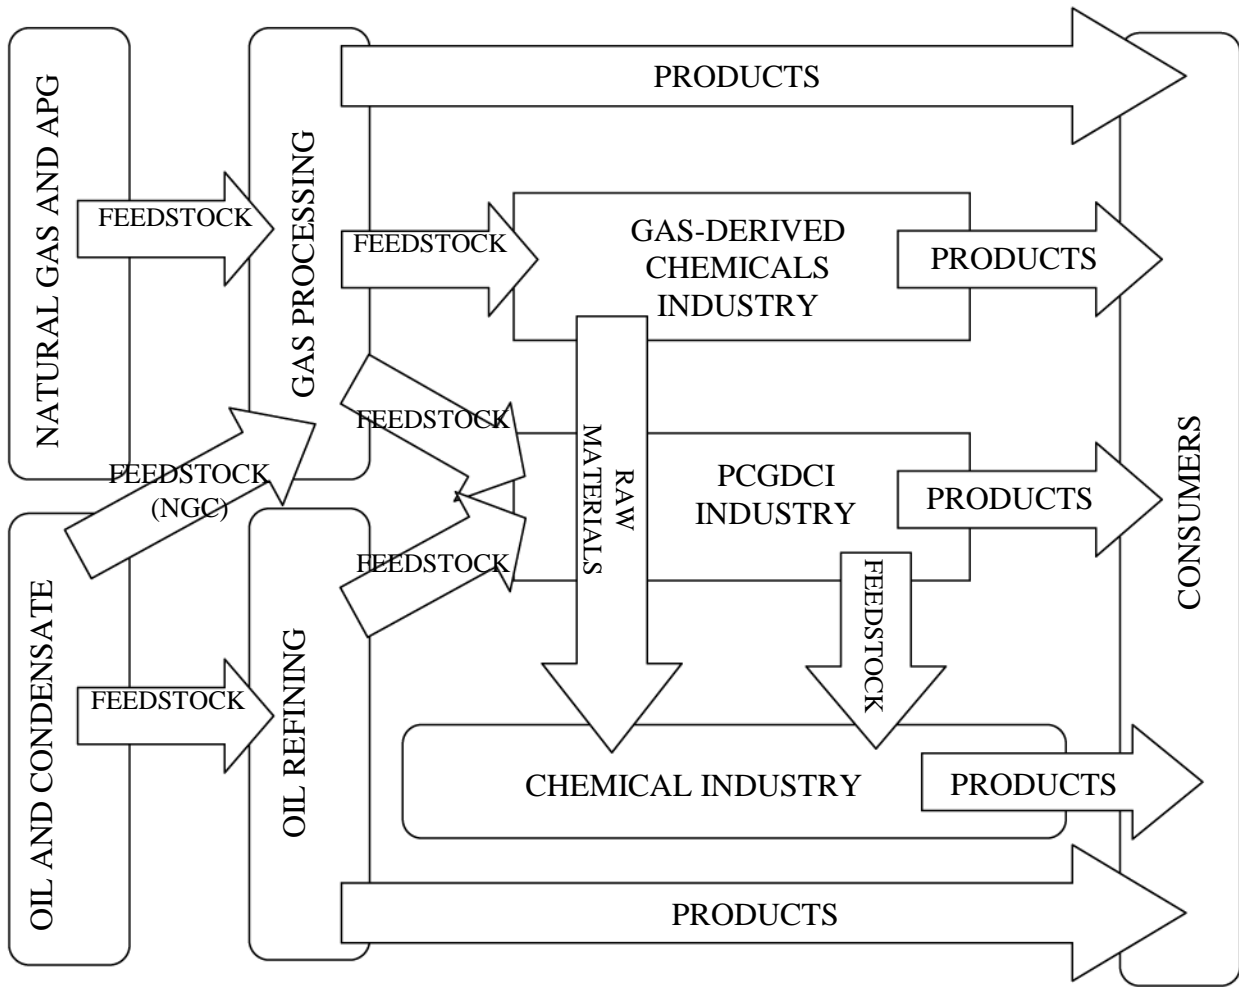 NATURAL GAS AND APG
OIL AND CONDENSATE
FEEDSTOCK
FEEDSTOCK
(NGC)
FEEDSTOCK
GAS PROCESSING
OIL REFINING
PRODUCTS
FEEDSTOCK
GAS-DERIVED
CHEMICALS
INDUSTRY
PRODUCTS
FEEDSTOCK
FEEDSTOCK
RAW
MATERIALS
PCGDCI
INDUSTRY
PRODUCTS
FEEDSTOCK
CHEMICAL INDUSTRY
PRODUCTS
PRODUCTS
CONSUMERS